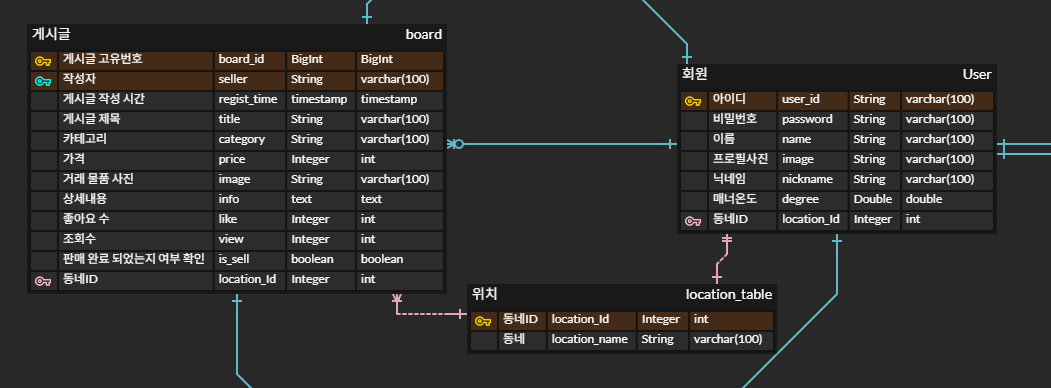 게시글 board
게시글 고유번호 board_id BigInt BigInt
작성자 seller String varchar(100)
게시글 작성 시간 regist_time timestamp timestamp
게시글 제목 title String varchar(100)
카테고리 category String varchar(100)
가격 price Integer int
거래 물품 사진 image String varchar(100)
상세내용 info text text
좋아요 수 like Integer int
조회수 view Integer int
판매 완료 되었는지 여부 확인 is_sell boolean boolean
동네ID location_Id Integer int
회원 User
아이디 user_id String varchar(100)
비밀번호 password String varchar(100)
이름 name String varchar(100)
프로필사진 image String varchar(100)
닉네임 nickname String varchar(100)
매너온도 degree Double double
동네ID location_Id Integer int
위치 location_table
동네ID location_Id Integer int
동네 location_name String varchar(100)